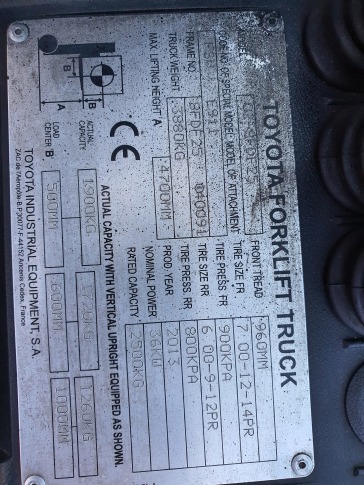 TOYOTA FORKLIFT TRUCK
MODEL
FRONT TREAD 960MM
CODE NO. OF SPECIAL MODEL, MODEL OF ATTACHMENT
TIRE SIZE FR 7.00-12-14PR
TIRE PRESS. FR 900KPA
TIRE SIZE RR 6.00-9-12PR
FRAME NO. 8FDF25
TIRE PRESS. RR 800KPA
TRUCK WEIGHT 3880KG
PROD. YEAR 2013
MAX. LIFTING HEIGHT A 4700MM
NOMINAL POWER
RATED CAPACITY 2500KG
CE
ACTUAL CAPACITY WITH VERTICAL UPRIGHT EQUIPPED AS SHOWN.
A B B
ACTUAL CAPACITY 1900KG 1260KG
LOAD CENTER B 500MM 600MM 1000MM
TOYOTA INDUSTRIAL EQUIPMENT, S.A.